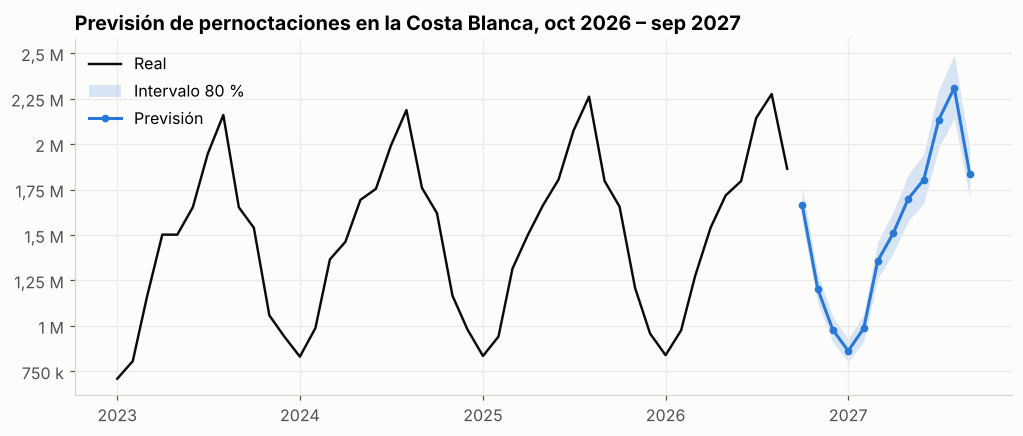 Previsión de pernoctaciones en la Costa Blanca, oct 2026 – sep 2027
2,5 M
2,25 M
2 M
1,75 M
1,5 M
1,25 M
1 M
750 k
Real
Intervalo 80 %
Previsión
2023
2024
2025
2026
2027